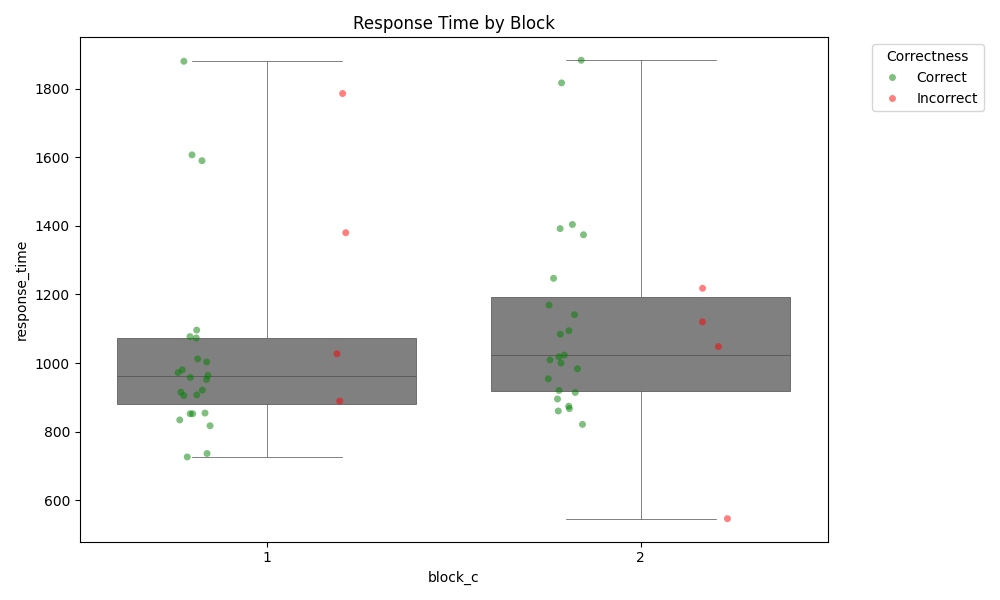 Response Time by Block
Correctness
Correct
Incorrect
response_time
1800
1600
1400
1200
1000
800
600
1
2
block_c